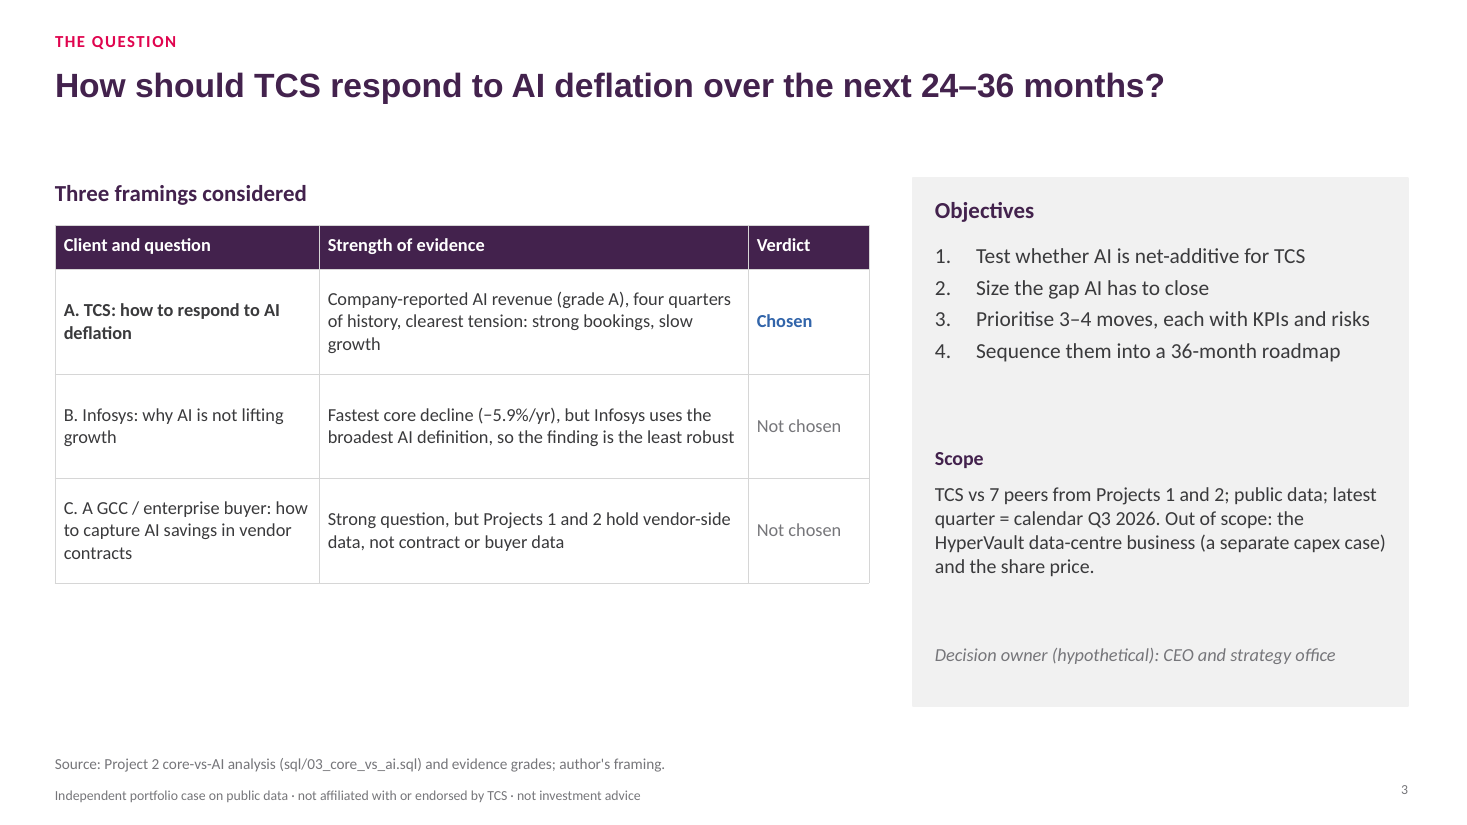 THE QUESTION
How should TCS respond to AI deflation over the next 24–36 months?
Three framings considered
Client and question
Strength of evidence
Verdict
A. TCS: how to respond to AI
deflation
Company-reported AI revenue (grade A), four quarters
of history, clearest tension: strong bookings, slow
growth
Chosen
B. Infosys: why AI is not lifting
growth
Fastest core decline (−5.9%/yr), but Infosys uses the
broadest AI definition, so the finding is the least robust
Not chosen
C. A GCC / enterprise buyer: how
to capture AI savings in vendor
contracts
Strong question, but Projects 1 and 2 hold vendor-side
data, not contract or buyer data
Not chosen
Objectives
1. Test whether AI is net-additive for TCS
2. Size the gap AI has to close
3. Prioritise 3–4 moves, each with KPIs and risks
4. Sequence them into a 36-month roadmap
Scope
TCS vs 7 peers from Projects 1 and 2; public data; latest
quarter = calendar Q3 2026. Out of scope: the
HyperVault data-centre business (a separate capex case)
and the share price.
Decision owner (hypothetical): CEO and strategy office
Source: Project 2 core-vs-AI analysis (sql/03_core_vs_ai.sql) and evidence grades; author's framing.
Independent portfolio case on public data · not affiliated with or endorsed by TCS · not investment advice
3